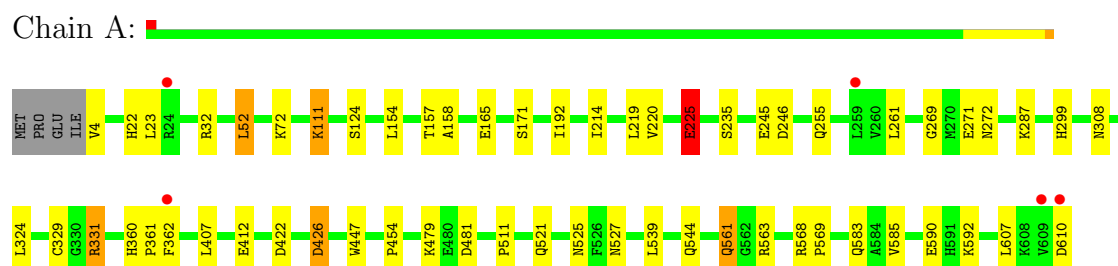 Chain A:
MET PRO GLU ILE V4 H22 L23 R24 R32 L52 K72 K111 S124 L154 T157 A158 E165 S171 I192 I214 L219 V220 E225 S235 E245 D246 Q255 L259 V260 L261 G269 M270 E271 N272 K287 H299 N308
L324 C329 G330 R331 H360 P361 F362 L407 E412 D422 D426 W447 P454 K479 E480 D481 P511 Q521 N525 F526 N527 L539 Q544 Q561 G562 R563 R568 P569 Q583 A584 V585 E590 H591 K592 L607 K608 V609 D610